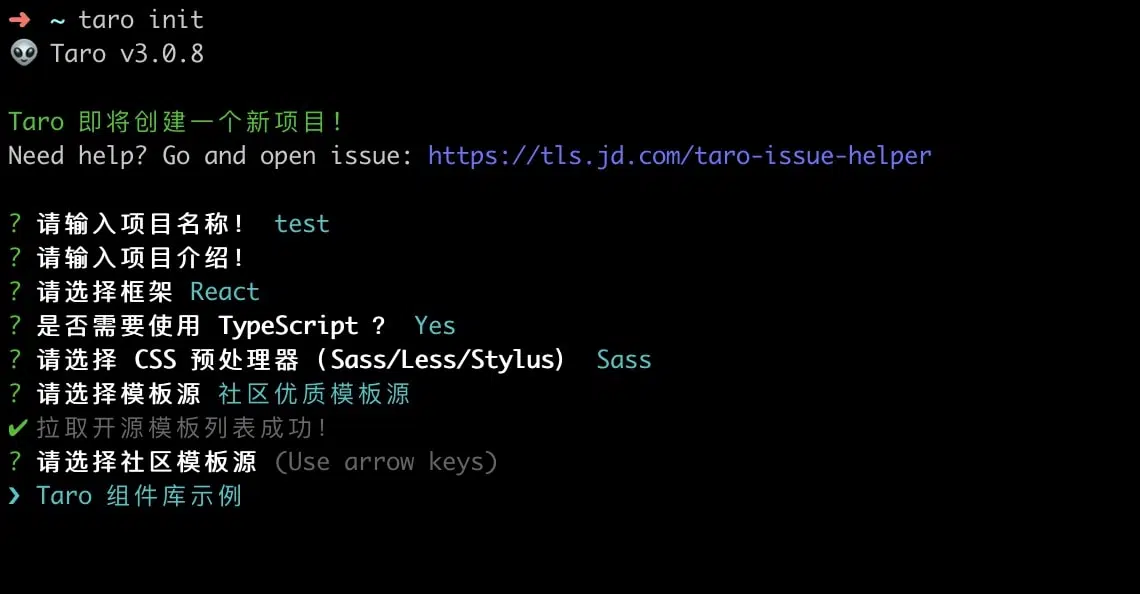 ➜ ~ taro init
👽 Taro v3.0.8
Taro 即将创建一个新项目！
Need help? Go and open issue: https://tls.jd.com/taro-issue-helper
? 请输入项目名称！ test
? 请输入项目介绍！
? 请选择框架 React
? 是否需要使用 TypeScript ？ Yes
? 请选择 CSS 预处理器（Sass/Less/Stylus） Sass
? 请选择模板源 社区优质模板源
✔ 拉取开源模板列表成功！
? 请选择社区模板源 (Use arrow keys)
❯ Taro 组件库示例